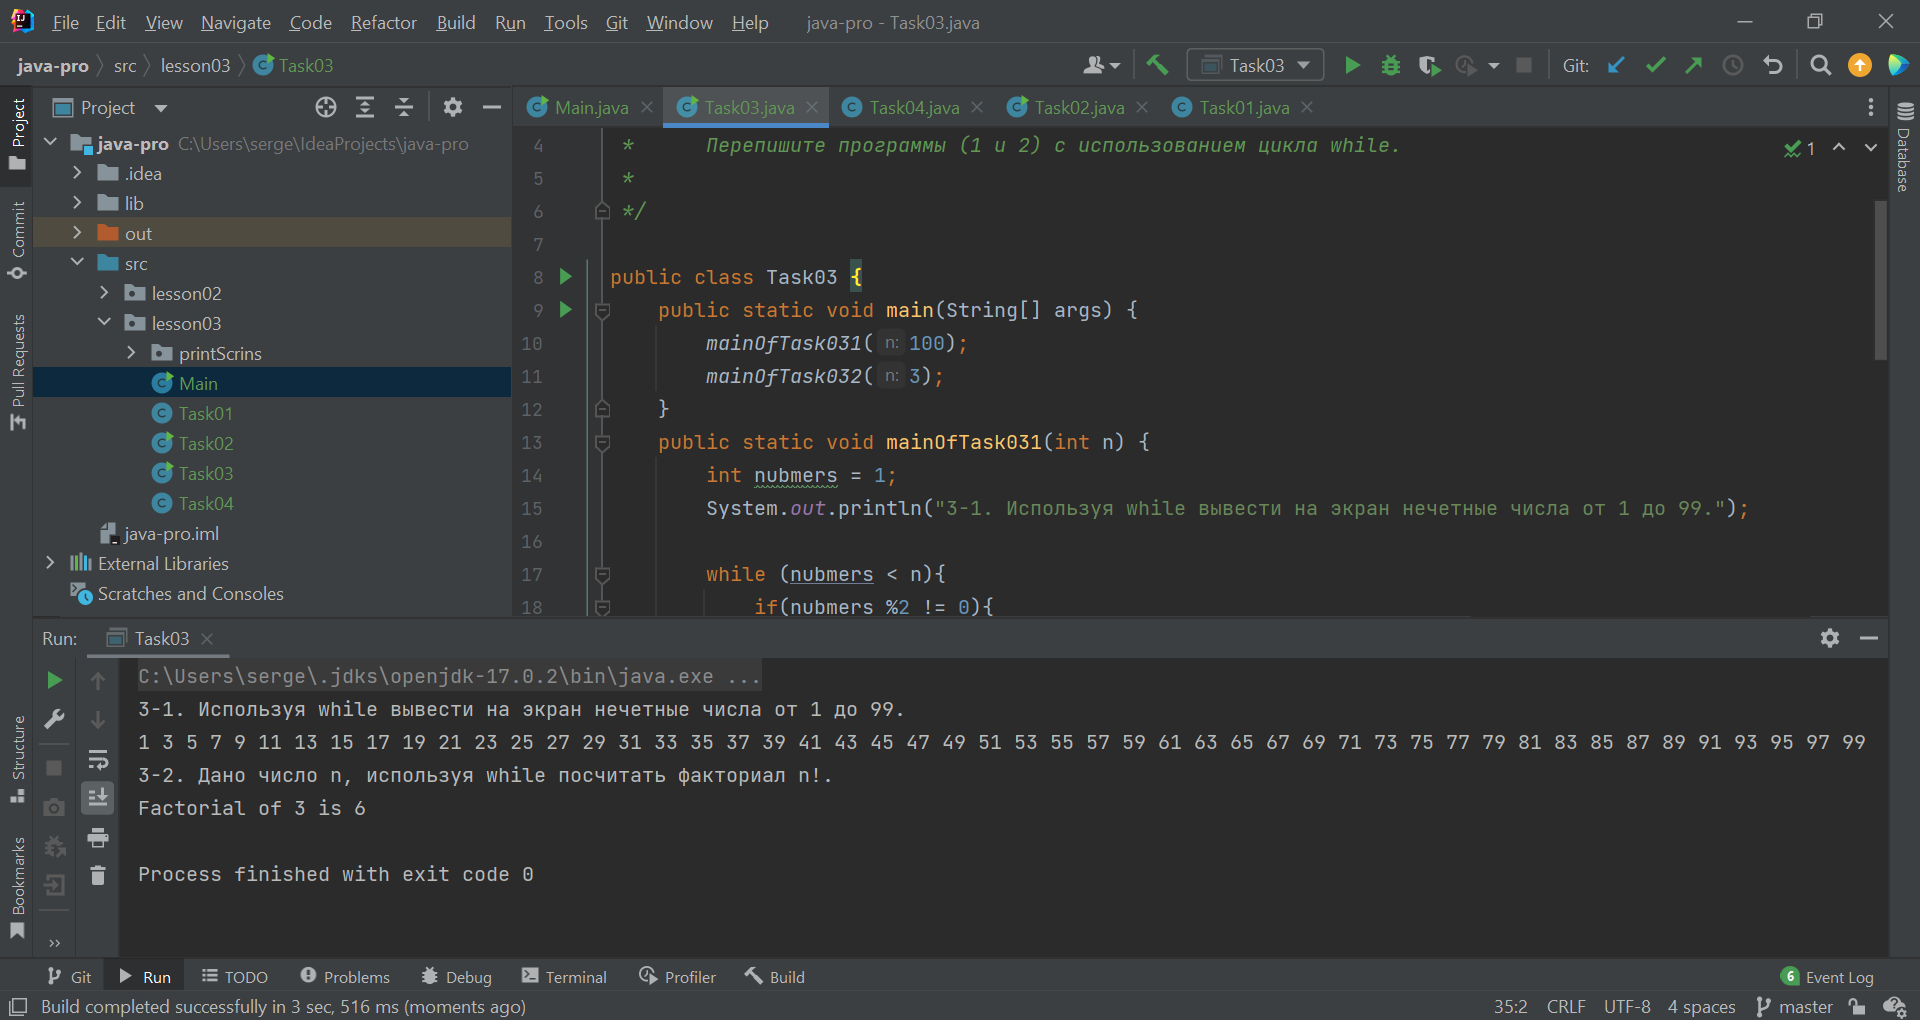 File Edit View Navigate Code Refactor Build Run Tools Git Window Help java-pro - Task03.java
java-pro src lesson03 Task03
Task03
Git:
Project
Main.java Task03.java Task04.java Task02.java Task01.java
java-pro C:\Users\serge\IdeaProjects\java-pro
.idea
lib
out
src
lesson02
lesson03
printScrins
Main
Task01
Task02
Task03
Task04
java-pro.iml
External Libraries
Scratches and Consoles
Project
Commit
Pull Requests
Structure
Bookmarks
Database
1
4 * Перепишите программы (1 и 2) с использованием цикла while.
5 *
6 */
7
8 public class Task03 {
9 public static void main(String[] args) {
10 mainOfTask031( n: 100);
11 mainOfTask032( n: 3);
12 }
13 public static void mainOfTask031(int n) {
14 int nubmers = 1;
15 System.out.println("3-1. Используя while вывести на экран нечетные числа от 1 до 99.");
16
17 while (nubmers < n){
18 if(nubmers %2 != 0){
Run: Task03
C:\Users\serge\.jdks\openjdk-17.0.2\bin\java.exe ...
3-1. Используя while вывести на экран нечетные числа от 1 до 99.
1 3 5 7 9 11 13 15 17 19 21 23 25 27 29 31 33 35 37 39 41 43 45 47 49 51 53 55 57 59 61 63 65 67 69 71 73 75 77 79 81 83 85 87 89 91 93 95 97 99
3-2. Дано число n, используя while посчитать факториал n!.
Factorial of 3 is 6
Process finished with exit code 0
Git Run TODO Problems Debug Terminal Profiler Build 6 Event Log
Build completed successfully in 3 sec, 516 ms (moments ago) 35:2 CRLF UTF-8 4 spaces master